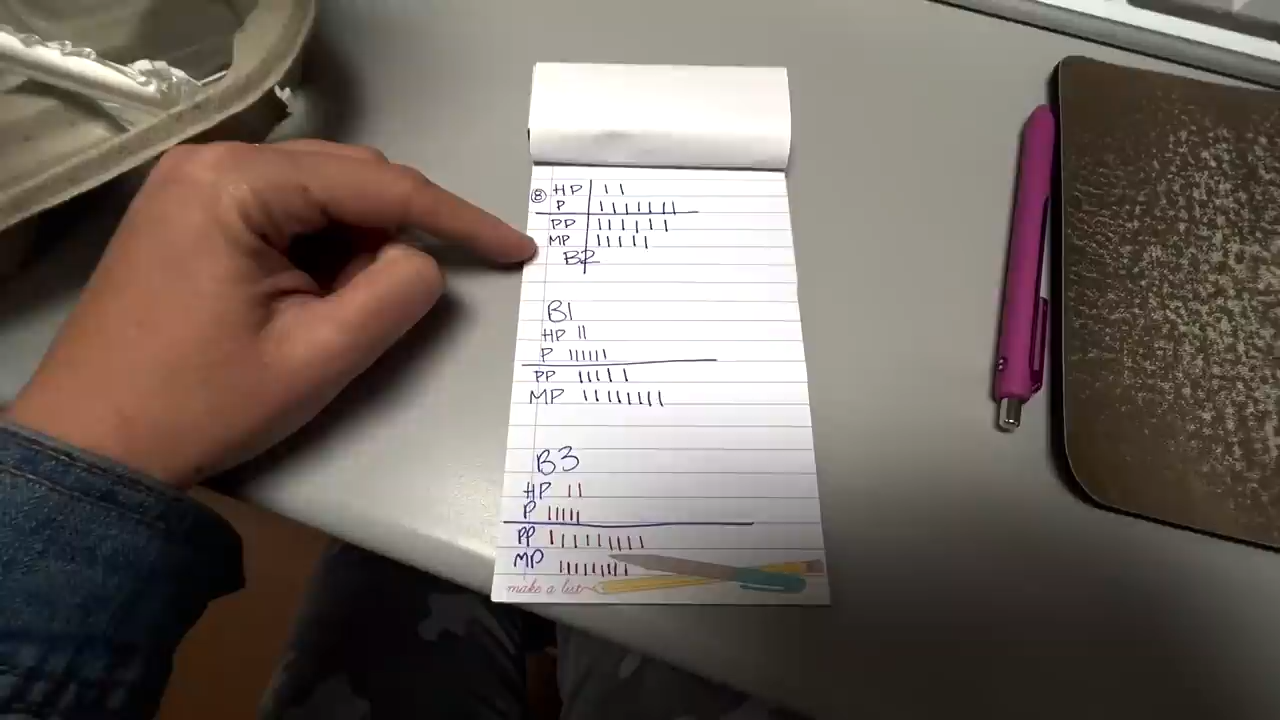 ⑧ HP | | |
P | | | | | | | |
PP | | | | | | |
MP | | | | | |
B2
B1
HP | |
P | | | | | |
PP | | | | |
MP | | | | | | | |
B3
HP | |
P | | | | |
PP | | | | | | | | |
MP | | | | | | | | |
make a list